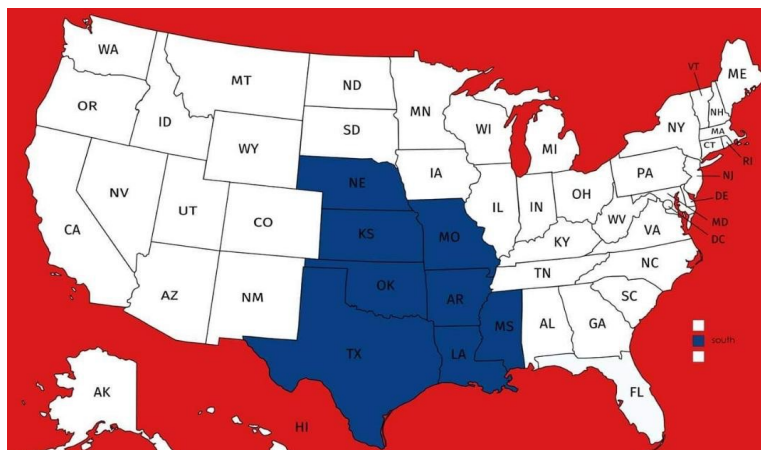 WA
MT
ND
MN
VT
ME
OR
ID
SD
WI
MI
NY
NH
MA
CT
RI
WY
NE
IA
PA
NJ
NV
UT
CO
IL
IN
OH
DE
CA
KS
MO
WV
VA
MD
DC
KY
NC
AZ
NM
OK
AR
TN
SC
TX
LA
MS
AL
GA
south
AK
HI
FL